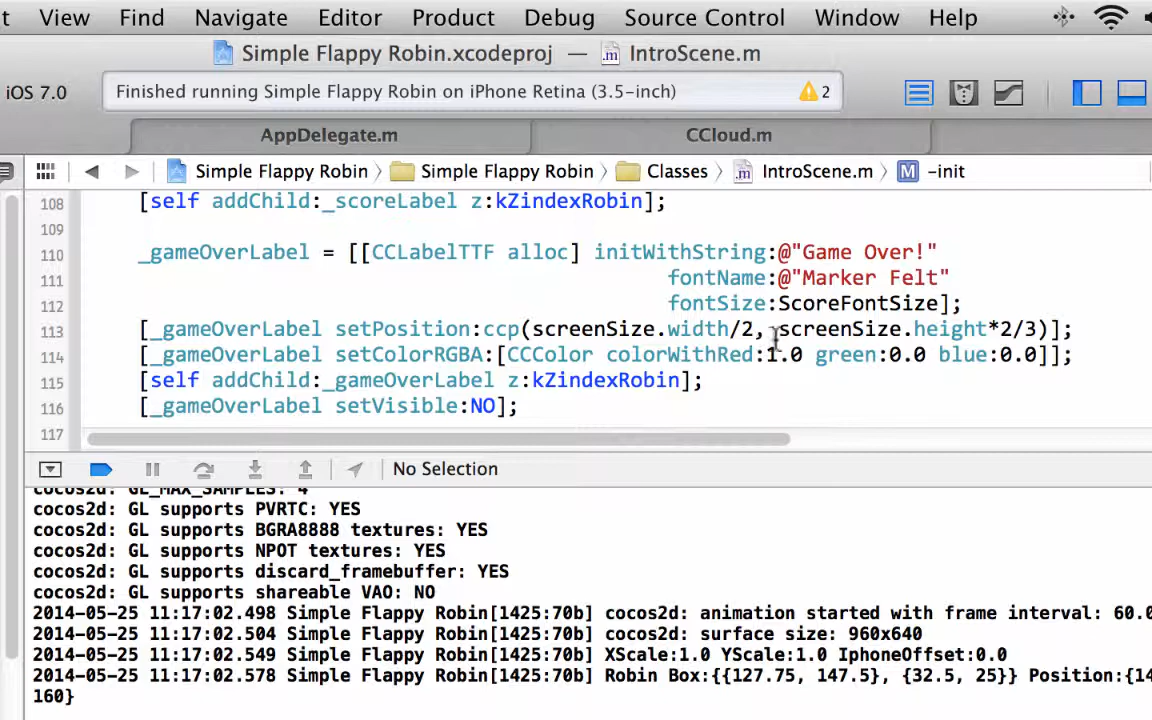 View Find Navigate Editor Product Debug Source Control Window Help
Simple Flappy Robin.xcodeproj — IntroScene.m
iOS 7.0 Finished running Simple Flappy Robin on iPhone Retina (3.5-inch) 2
AppDelegate.m CCloud.m
Simple Flappy Robin Simple Flappy Robin Classes IntroScene.m M -init
108 [self addChild:_scoreLabel z:kZindexRobin];
109
110 _gameOverLabel = [[CCLabelTTF alloc] initWithString:@"Game Over!"
111 fontName:@"Marker Felt"
112 fontSize:ScoreFontSize];
113 [_gameOverLabel setPosition:ccp(screenSize.width/2, screenSize.height*2/3)];
114 [_gameOverLabel setColorRGBA:[CCColor colorWithRed:1.0 green:0.0 blue:0.0]];
115 [self addChild:_gameOverLabel z:kZindexRobin];
116 [_gameOverLabel setVisible:NO];
117
No Selection
cocos2d: GL_MAX_SAMPLES: 4
cocos2d: GL supports PVRTC: YES
cocos2d: GL supports BGRA8888 textures: YES
cocos2d: GL supports NPOT textures: YES
cocos2d: GL supports discard_framebuffer: YES
cocos2d: GL supports shareable VAO: NO
2014-05-25 11:17:02.498 Simple Flappy Robin[1425:70b] cocos2d: animation started with frame interval: 60.0
2014-05-25 11:17:02.504 Simple Flappy Robin[1425:70b] cocos2d: surface size: 960x640
2014-05-25 11:17:02.549 Simple Flappy Robin[1425:70b] XScale:1.0 YScale:1.0 IphoneOffset:0.0
2014-05-25 11:17:02.578 Simple Flappy Robin[1425:70b] Robin Box:{{127.75, 147.5}, {32.5, 25}} Position:{14
160}